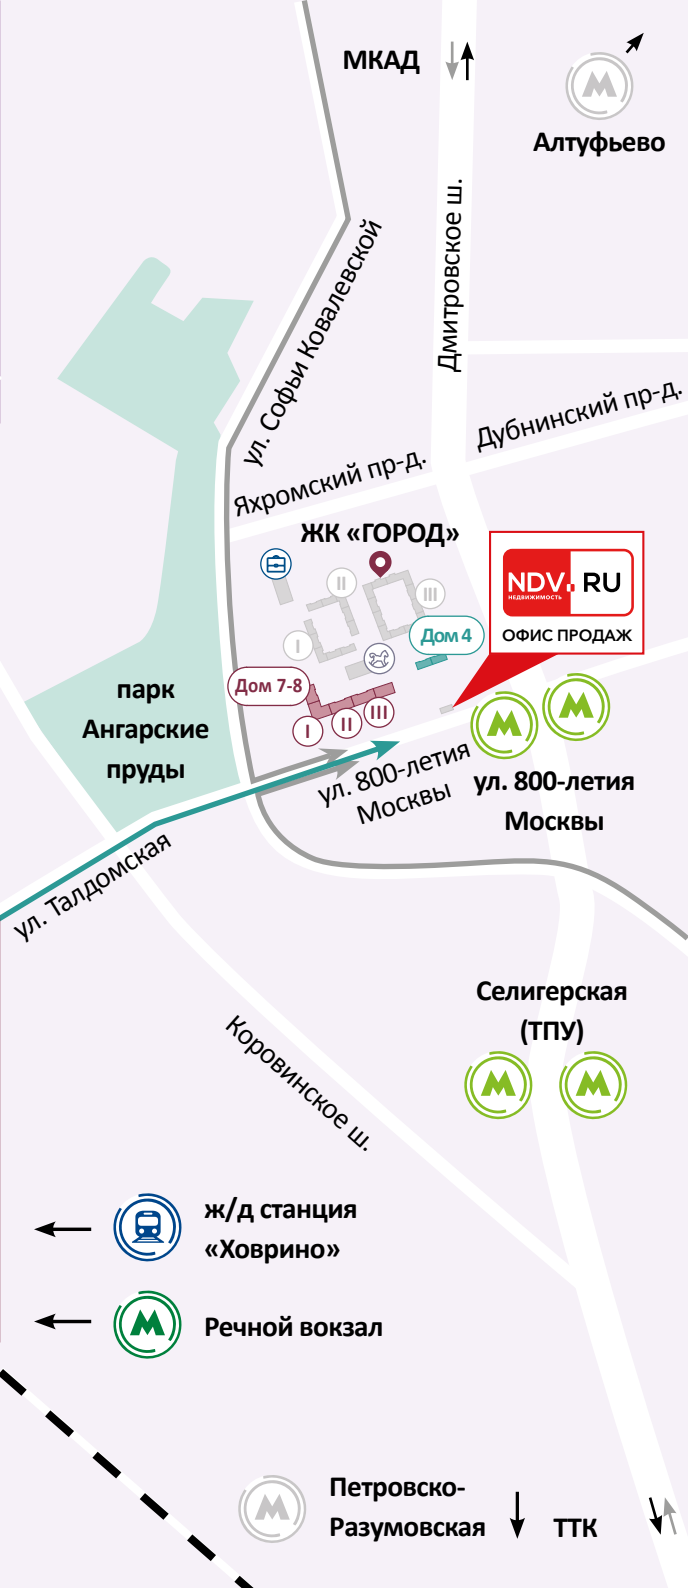 МКАД
Алтуфьево
Дмитровское ш.
ул. Софьи Ковалевской
Дубнинский пр-д.
Яхромский пр-д.
ЖК «ГОРОД»
NDV.RU
НЕДВИЖИМОСТЬ
ОФИС ПРОДАЖ
II
III
I
Дом 4
Дом 7-8
I
II
III
парк
Ангарские
пруды
ул. 800-летия
Москвы
ул. 800-летия
Москвы
ул. Талдомская
Селигерская
(ТПУ)
Коровинское ш.
ж/д станция
«Ховрино»
Речной вокзал
Петровско-
Разумовская
ТТК